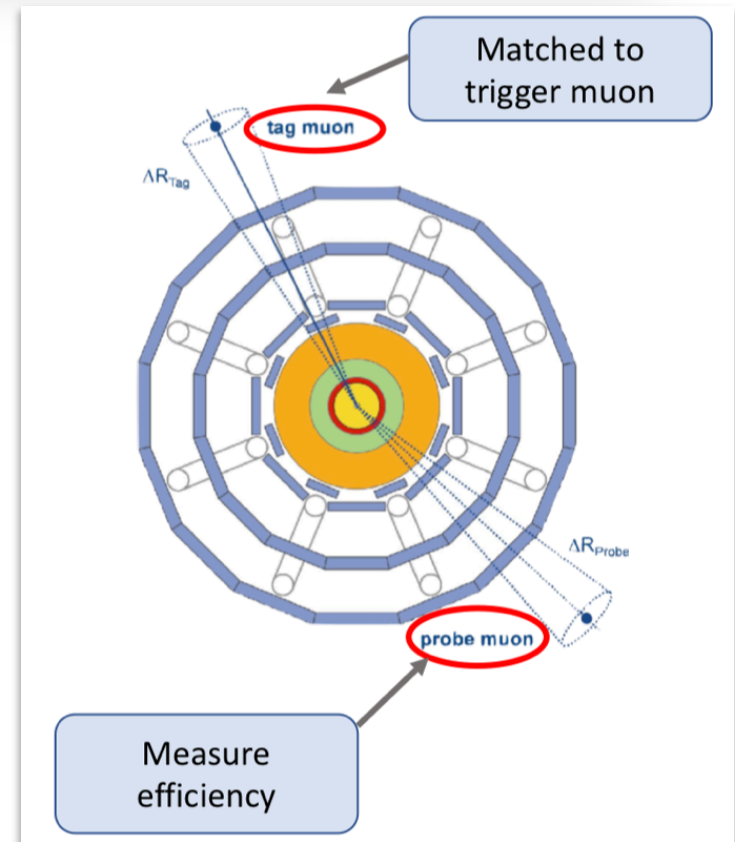 Matched to
trigger muon
tag muon
ΔR_Tag
ΔR_Probe
probe muon
Measure
efficiency